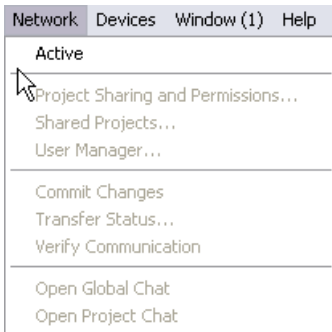 Network Devices Window (1) Help
Active
Project Sharing and Permissions...
Shared Projects...
User Manager...
Commit Changes
Transfer Status...
Verify Communication
Open Global Chat
Open Project Chat